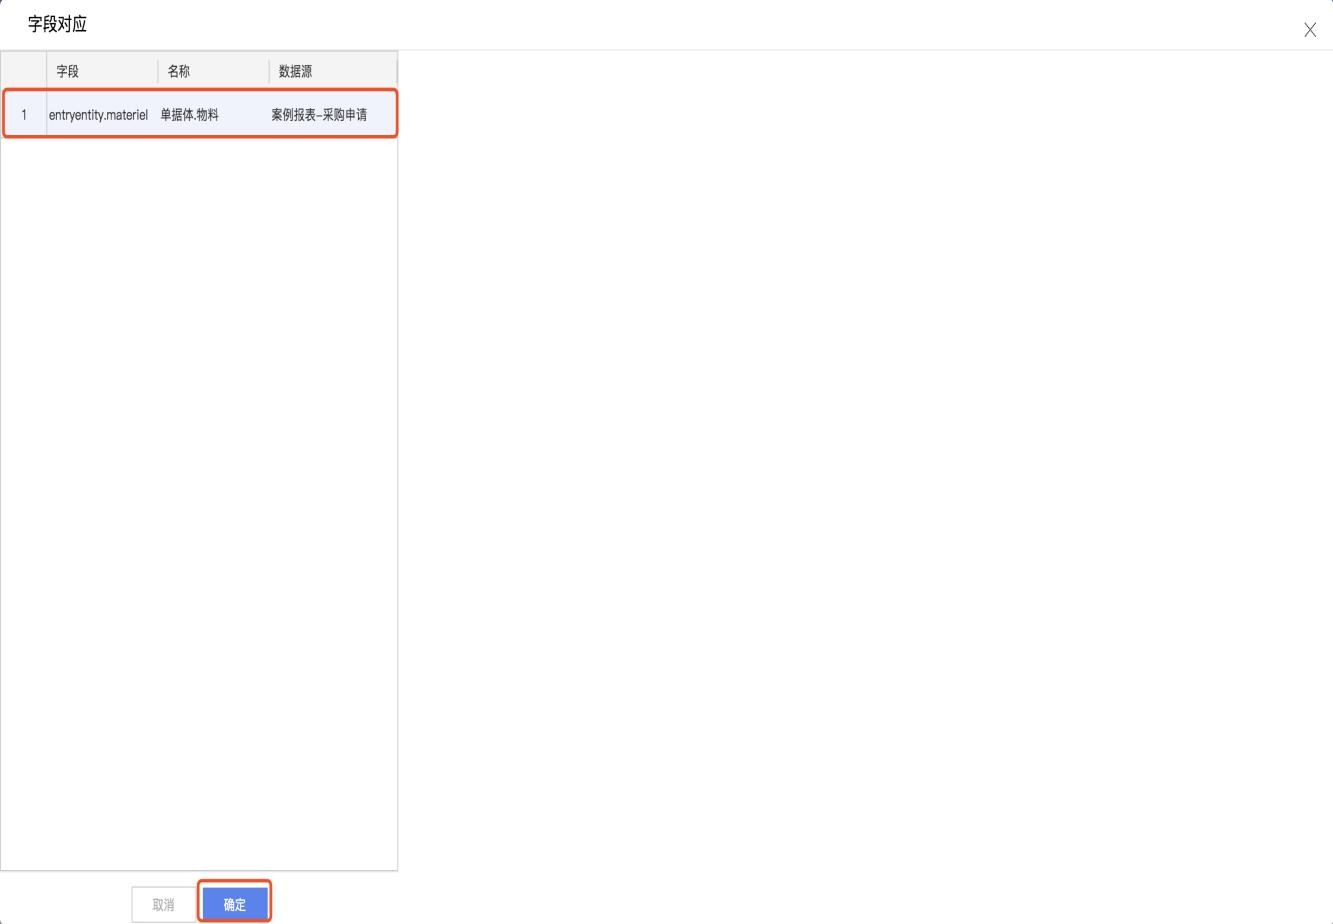 字段对应
字段 名称 数据源
1 entryentity.materiel 单据体.物料 案例报表-采购申请
取消 确定